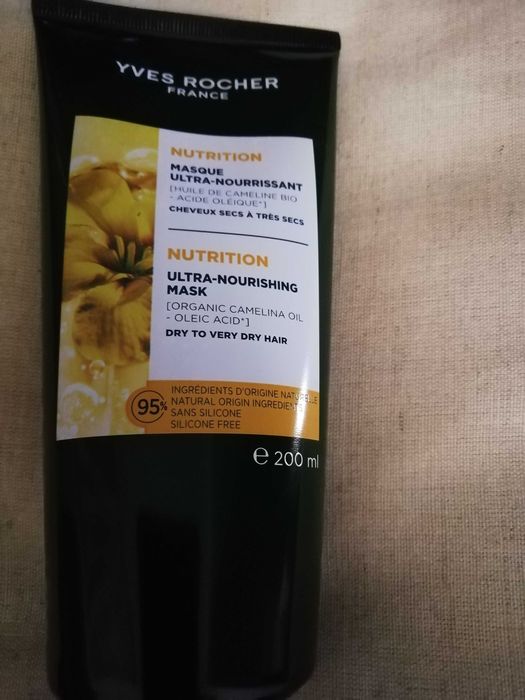 YVES ROCHER
FRANCE
NUTRITION
MASQUE
ULTRA-NOURRISSANT
[HUILE DE CAMÉLINE BIO
- ACIDE OLÉIQUE*]
CHEVEUX SECS À TRÈS SECS
NUTRITION
ULTRA-NOURISHING
MASK
[ORGANIC CAMELINA OIL
- OLEIC ACID*]
DRY TO VERY DRY HAIR
95%
INGRÉDIENTS D'ORIGINE NATURELLE
NATURAL ORIGIN INGREDIENTS
SANS SILICONE
SILICONE FREE
℮ 200 ml